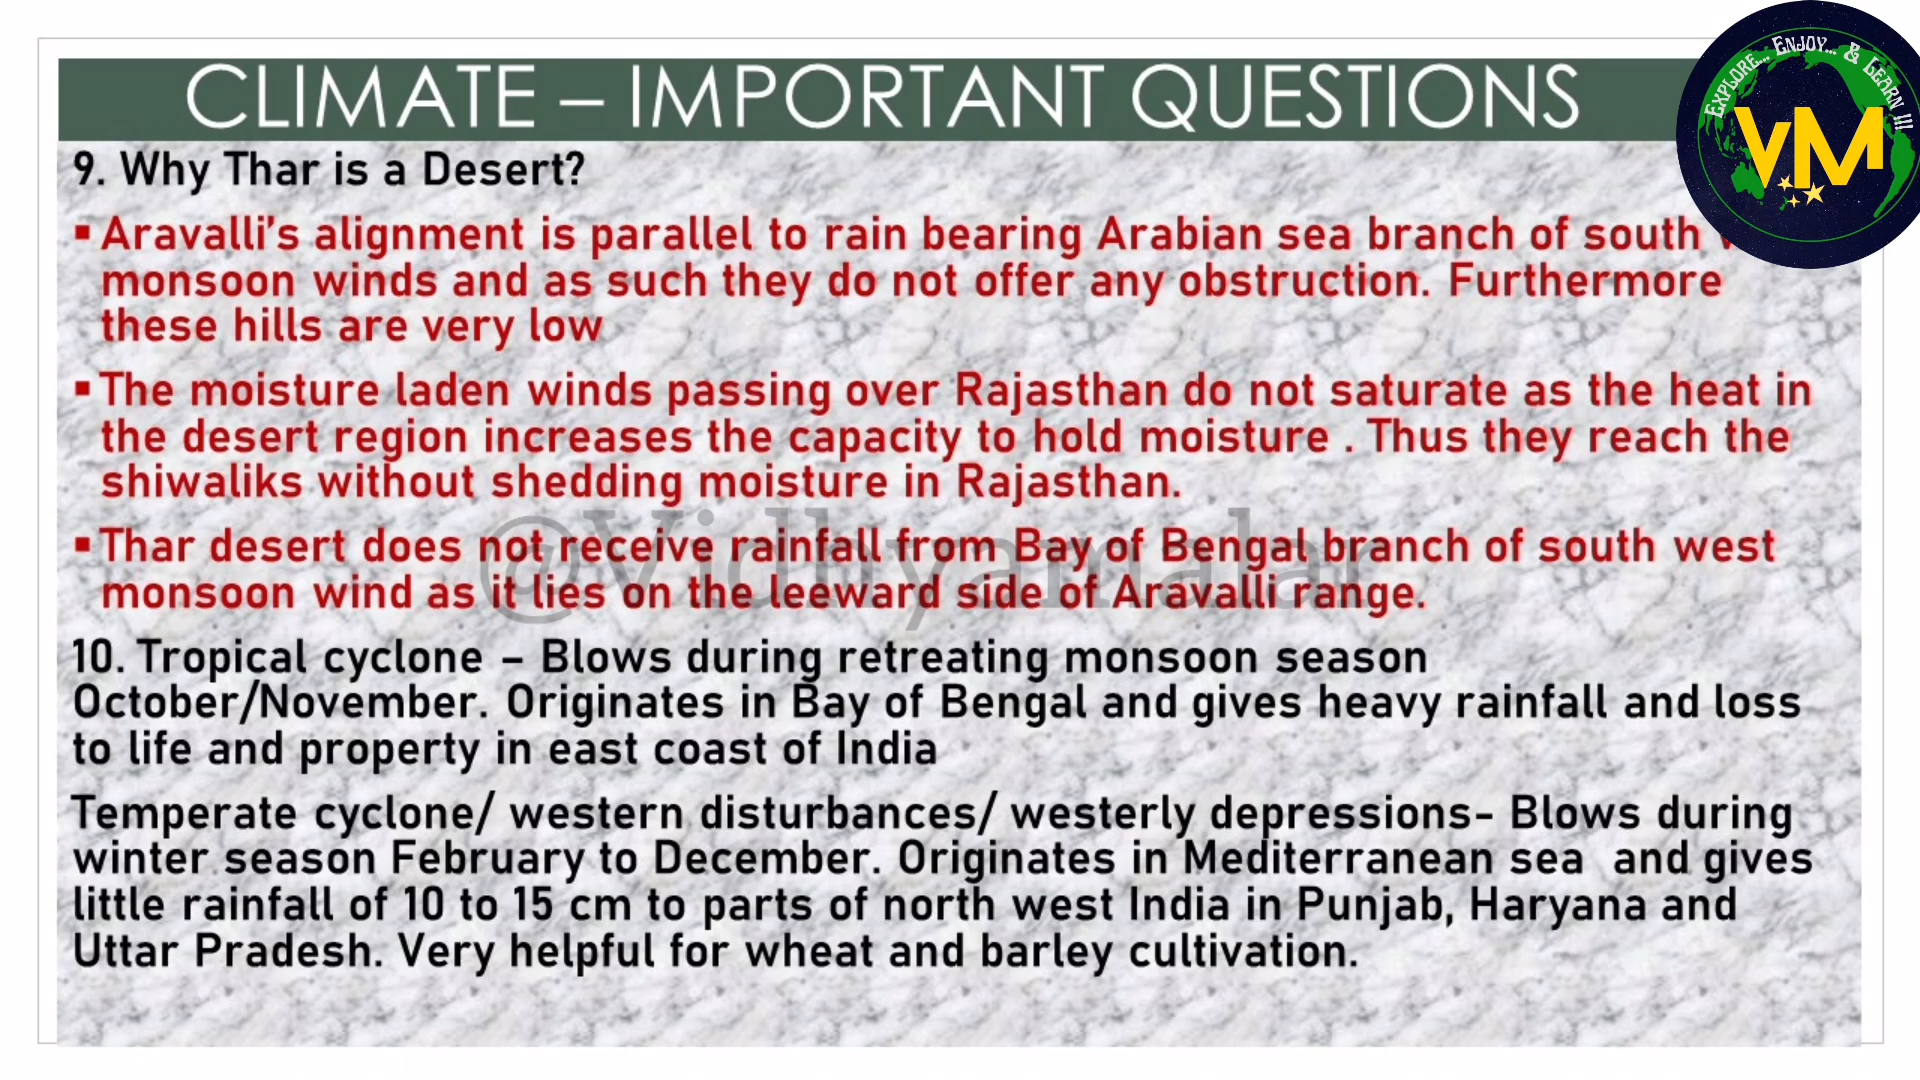 CLIMATE – IMPORTANT QUESTIONS
EXPLORE... ENJOY... & LEARN !!!
VM
9. Why Thar is a Desert?
▪ Aravalli's alignment is parallel to rain bearing Arabian sea branch of south
monsoon winds and as such they do not offer any obstruction. Furthermore
these hills are very low
▪ The moisture laden winds passing over Rajasthan do not saturate as the heat in
the desert region increases the capacity to hold moisture . Thus they reach the
shiwaliks without shedding moisture in Rajasthan.
▪ Thar desert does not receive rainfall from Bay of Bengal branch of south west
monsoon wind as it lies on the leeward side of Aravalli range.
@Vidhyamalar
10. Tropical cyclone – Blows during retreating monsoon season
October/November. Originates in Bay of Bengal and gives heavy rainfall and loss
to life and property in east coast of India
Temperate cyclone/ western disturbances/ westerly depressions- Blows during
winter season February to December. Originates in Mediterranean sea and gives
little rainfall of 10 to 15 cm to parts of north west India in Punjab, Haryana and
Uttar Pradesh. Very helpful for wheat and barley cultivation.